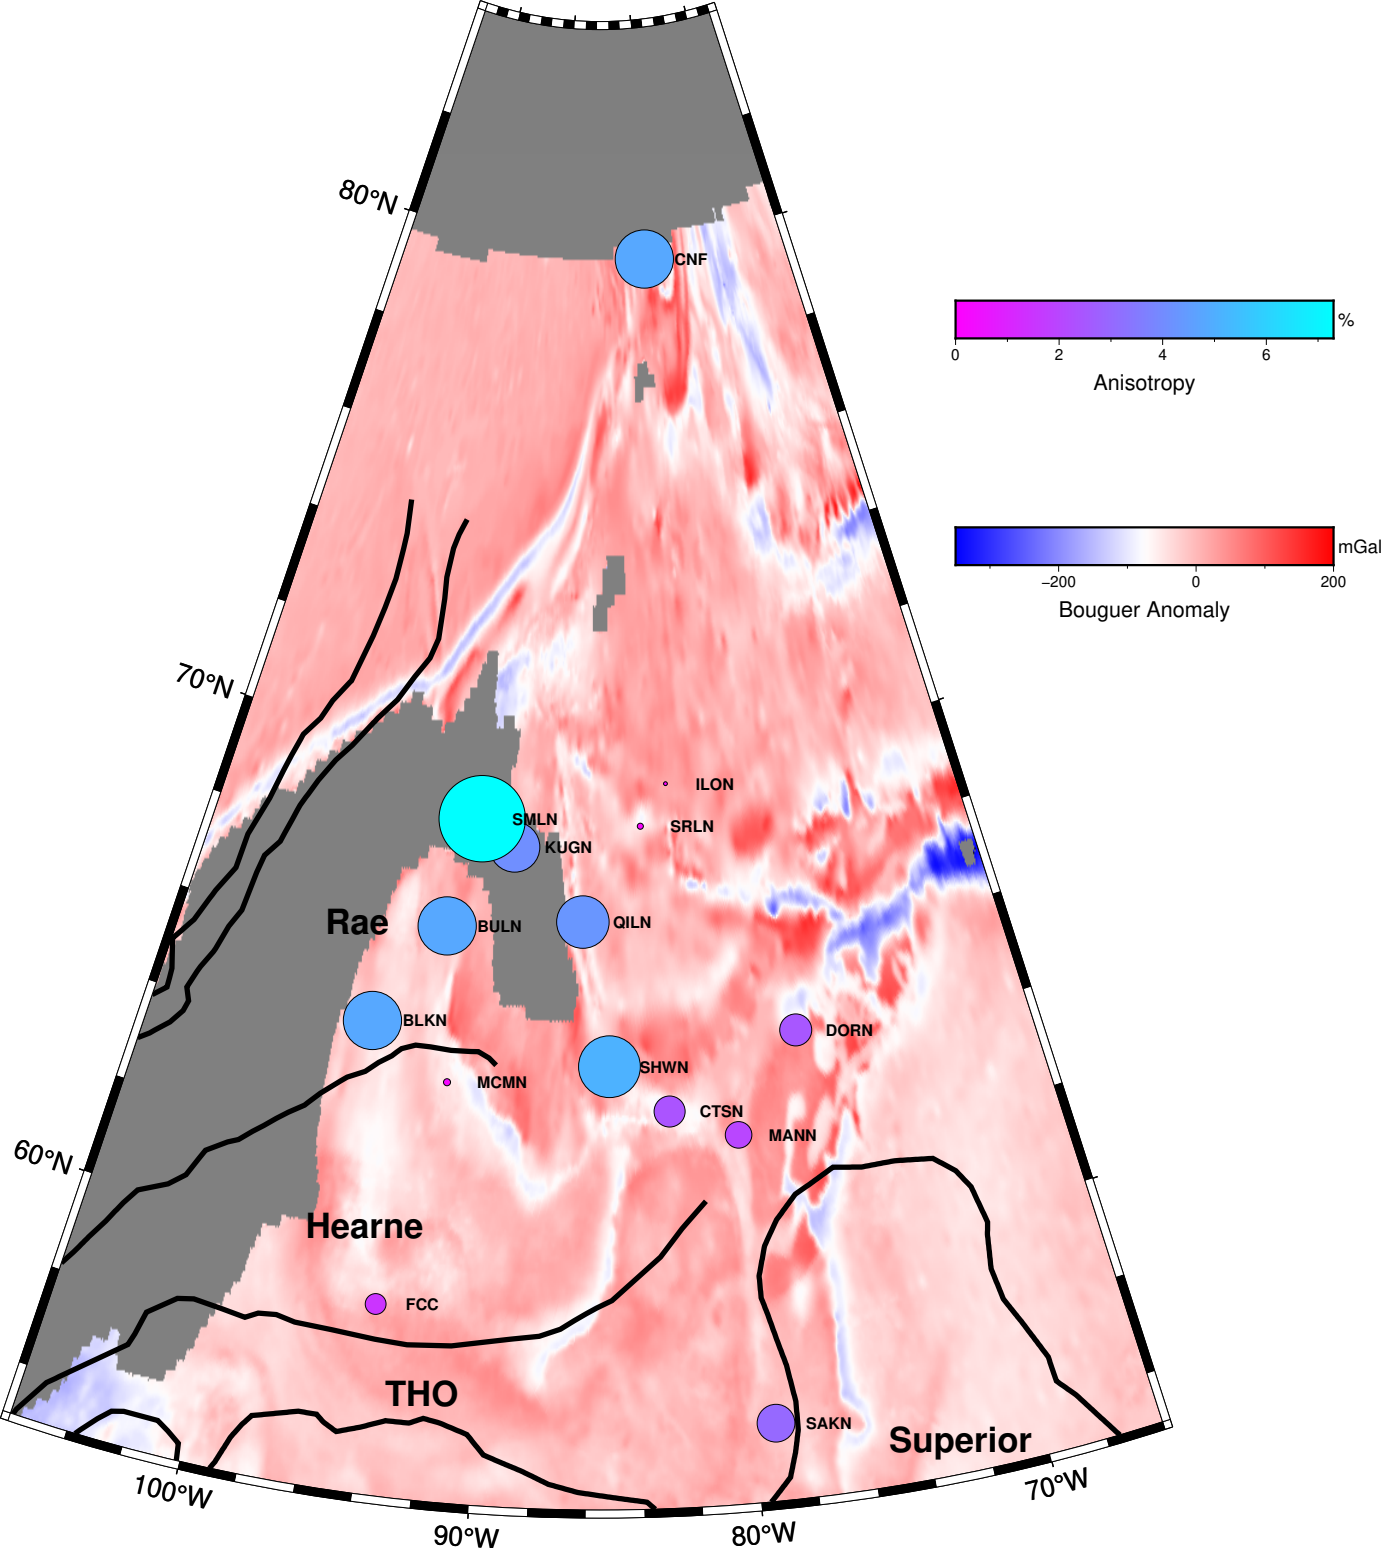 80°N
CNF
%
0 2 4 6
Anisotropy
mGal
−200 0 200
Bouguer Anomaly
70°N
ILON
SMLN
SRLN
KUGN
Rae
BULN
QILN
BLKN
DORN
SHWN
MCMN
CTSN
MANN
60°N
Hearne
FCC
THO
SAKN
Superior
100°W
90°W
80°W
70°W